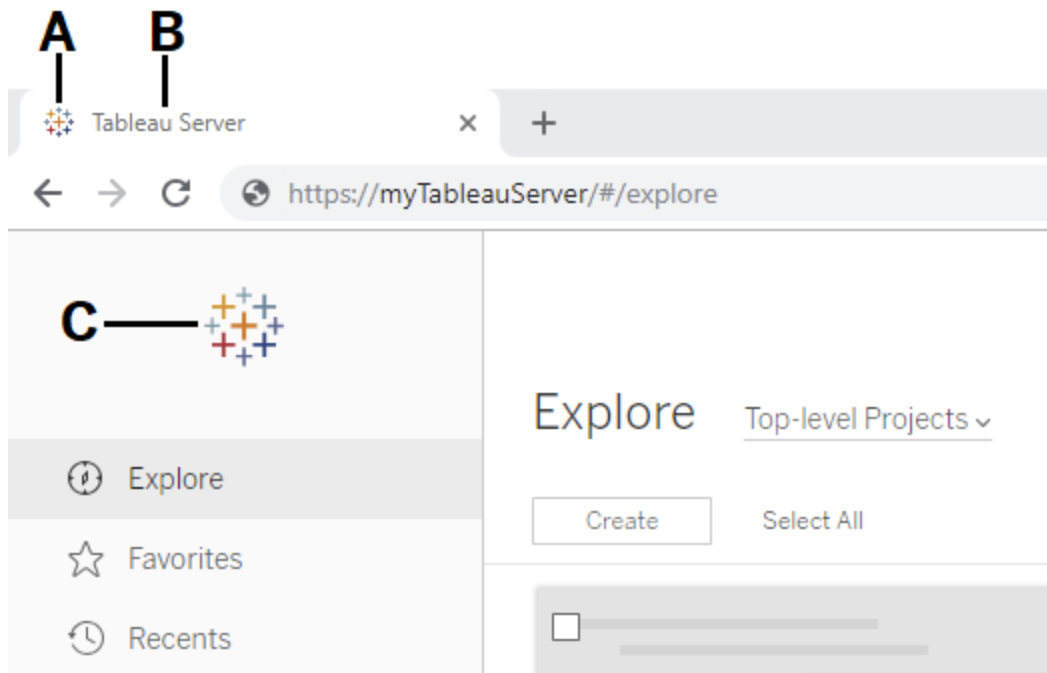 A B
Tableau Server
https://myTableauServer/#/explore
C
Explore Top-level Projects
Create Select All
Explore
Favorites
Recents